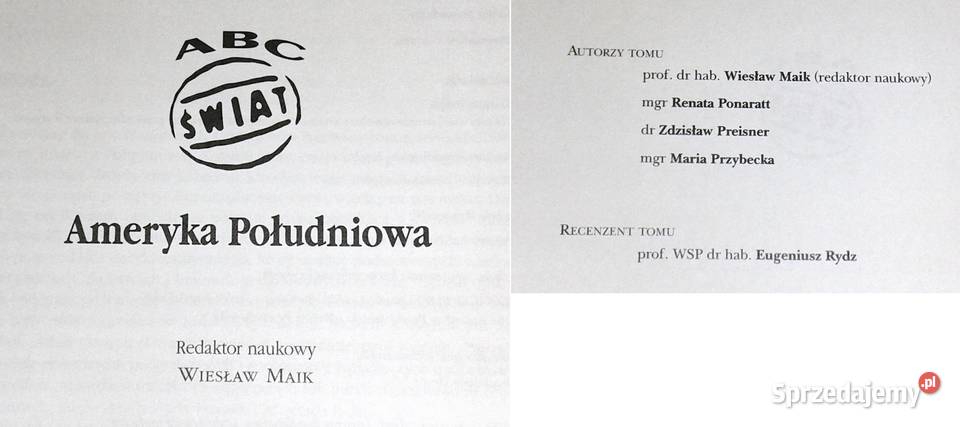 ABC
ŚWIAT
Ameryka Południowa
Redaktor naukowy
WIESŁAW MAIK
AUTORZY TOMU
prof. dr hab. Wiesław Maik (redaktor naukowy)
mgr Renata Ponaratt
dr Zdzisław Preisner
mgr Maria Przybecka
RECENZENT TOMU
prof. WSP dr hab. Eugeniusz Rydz
Sprzedajemy.pl